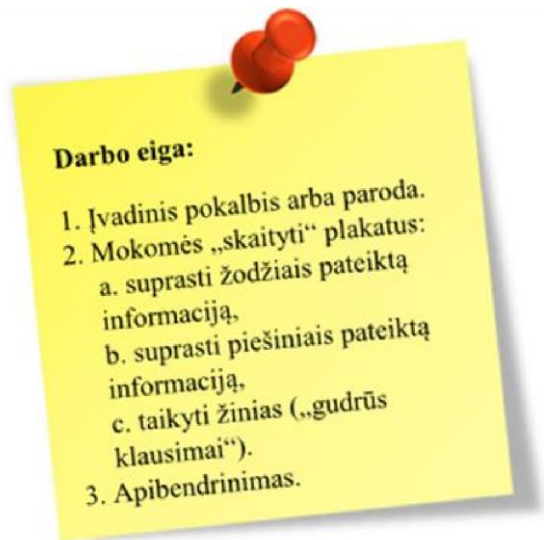 Darbo eiga:
1. Įvadinis pokalbis arba paroda.
2. Mokomės „skaityti“ plakatus:
a. suprasti žodžiais pateiktą
informaciją,
b. suprasti piešiniais pateiktą
informaciją,
c. taikyti žinias („gudrūs
klausimai“).
3. Apibendrinimas.